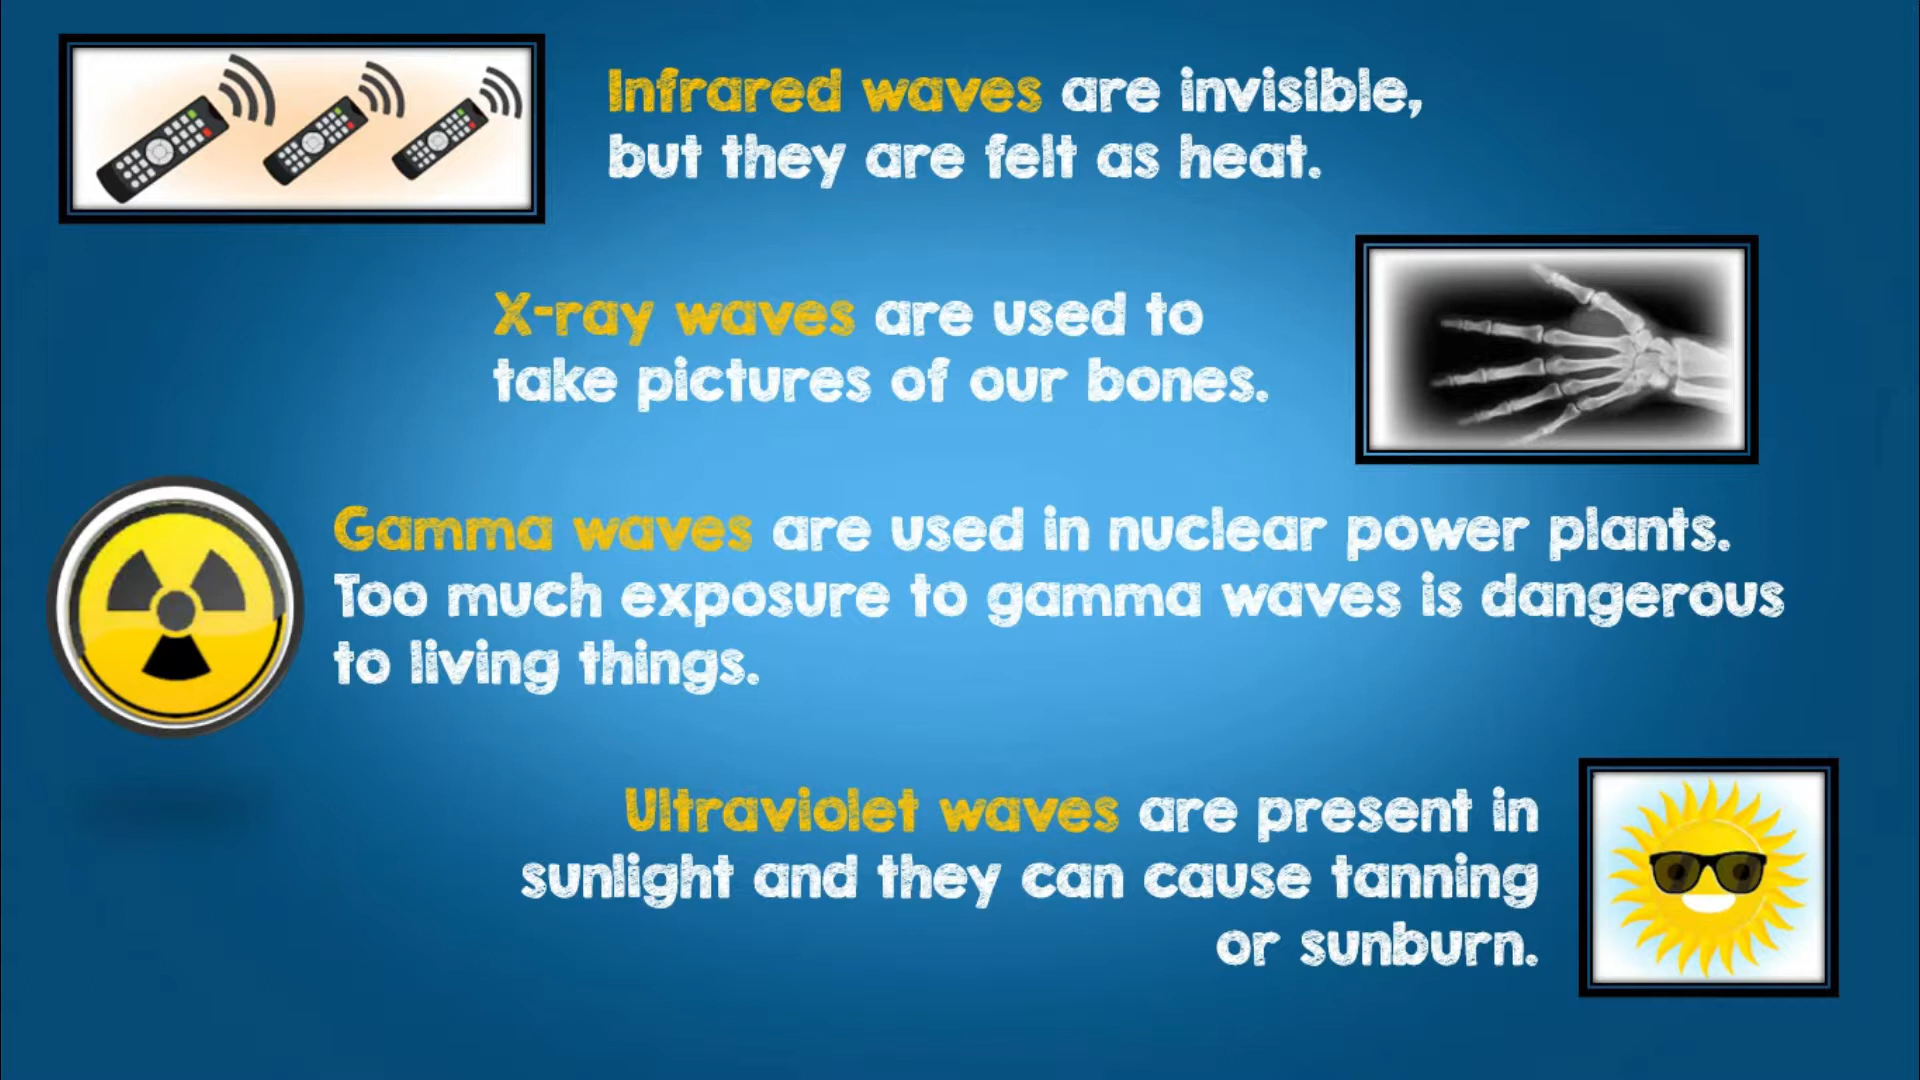 Infrared waves are invisible,
but they are felt as heat.
X-ray waves are used to
take pictures of our bones.
Gamma waves are used in nuclear power plants.
Too much exposure to gamma waves is dangerous
to living things.
Ultraviolet waves are present in
sunlight and they can cause tanning
or sunburn.